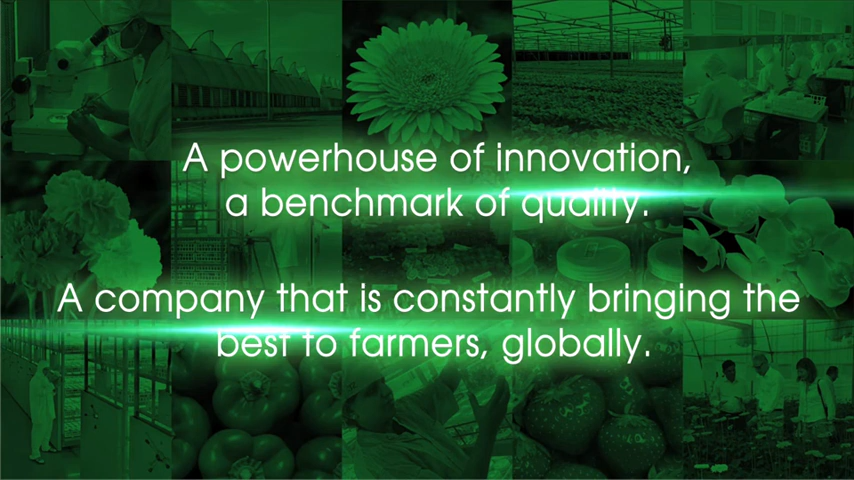 A powerhouse of innovation,
a benchmark of quality.
A company that is constantly bringing the
best to farmers, globally.